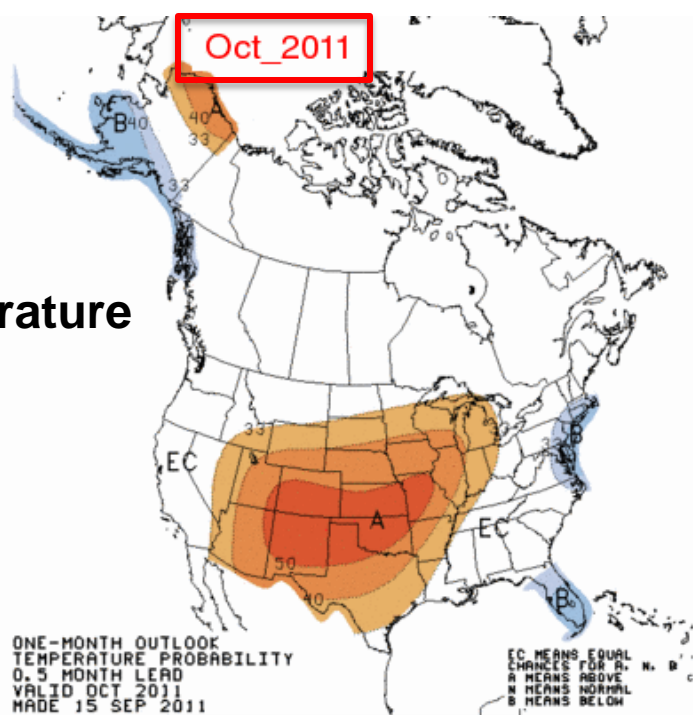 Oct_2011
A
B 40
40
33
33
rature
33
EC
B
3
A
EC
50
40
B
ONE-MONTH OUTLOOK
TEMPERATURE PROBABILITY
0.5 MONTH LEAD
VALID OCT 2011
MADE 15 SEP 2011
EC MEANS EQUAL
CHANCES FOR A, N, B
A MEANS ABOVE
N MEANS NORMAL
B MEANS BELOW